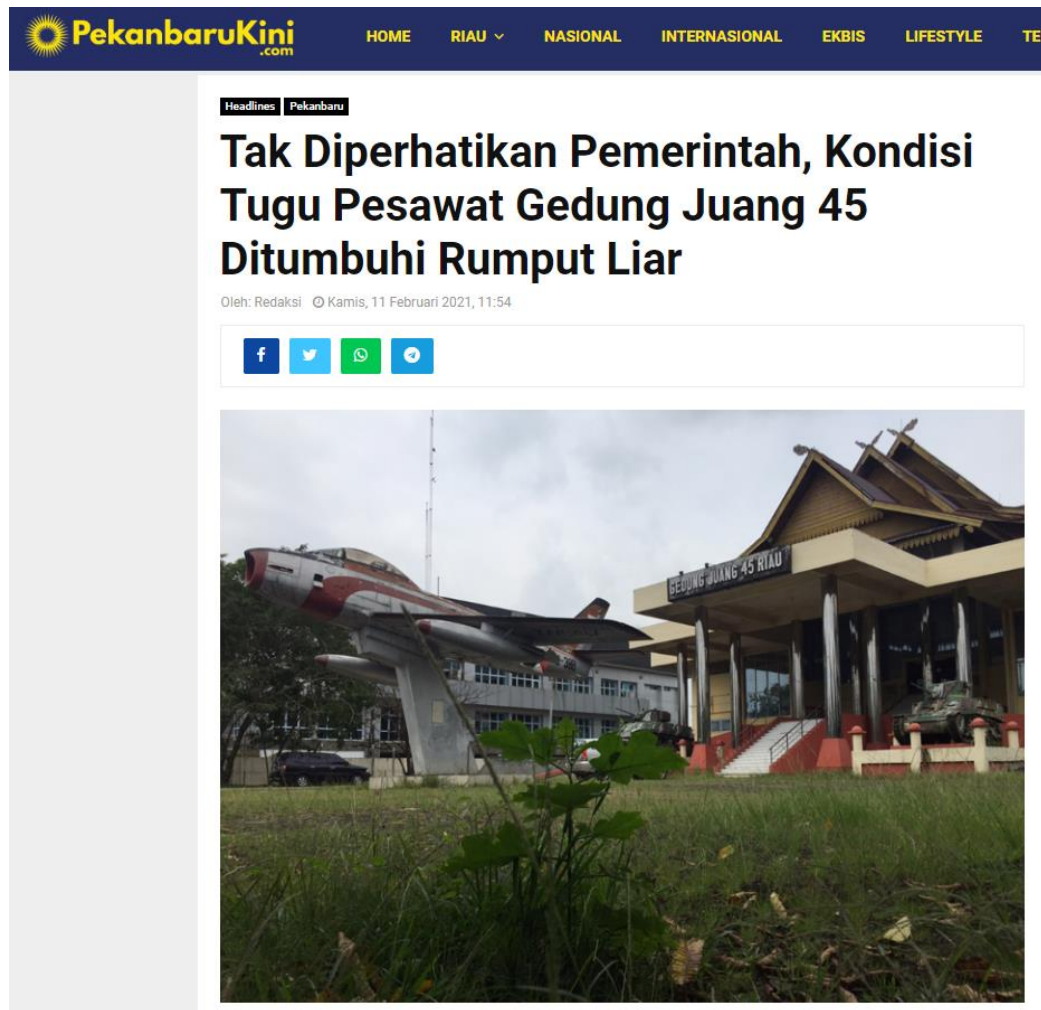 PekanbaruKini
.com
HOME RIAU NASIONAL INTERNASIONAL EKBIS LIFESTYLE TE
Headlines Pekanbaru
Tak Diperhatikan Pemerintah, Kondisi
Tugu Pesawat Gedung Juang 45
Ditumbuhi Rumput Liar
Oleh: Redaksi Kamis, 11 Februari 2021, 11:54
GEDUNG JUANG 45 RIAU